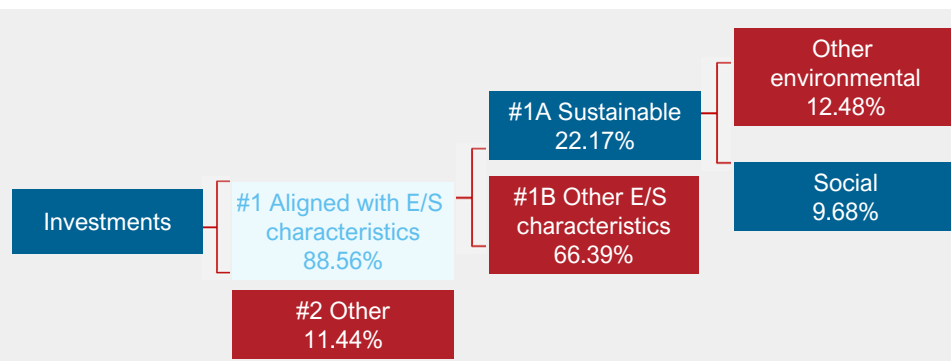 Investments
#1 Aligned with E/S
characteristics
88.56%
#2 Other
11.44%
#1A Sustainable
22.17%
#1B Other E/S
characteristics
66.39%
Other
environmental
12.48%
Social
9.68%